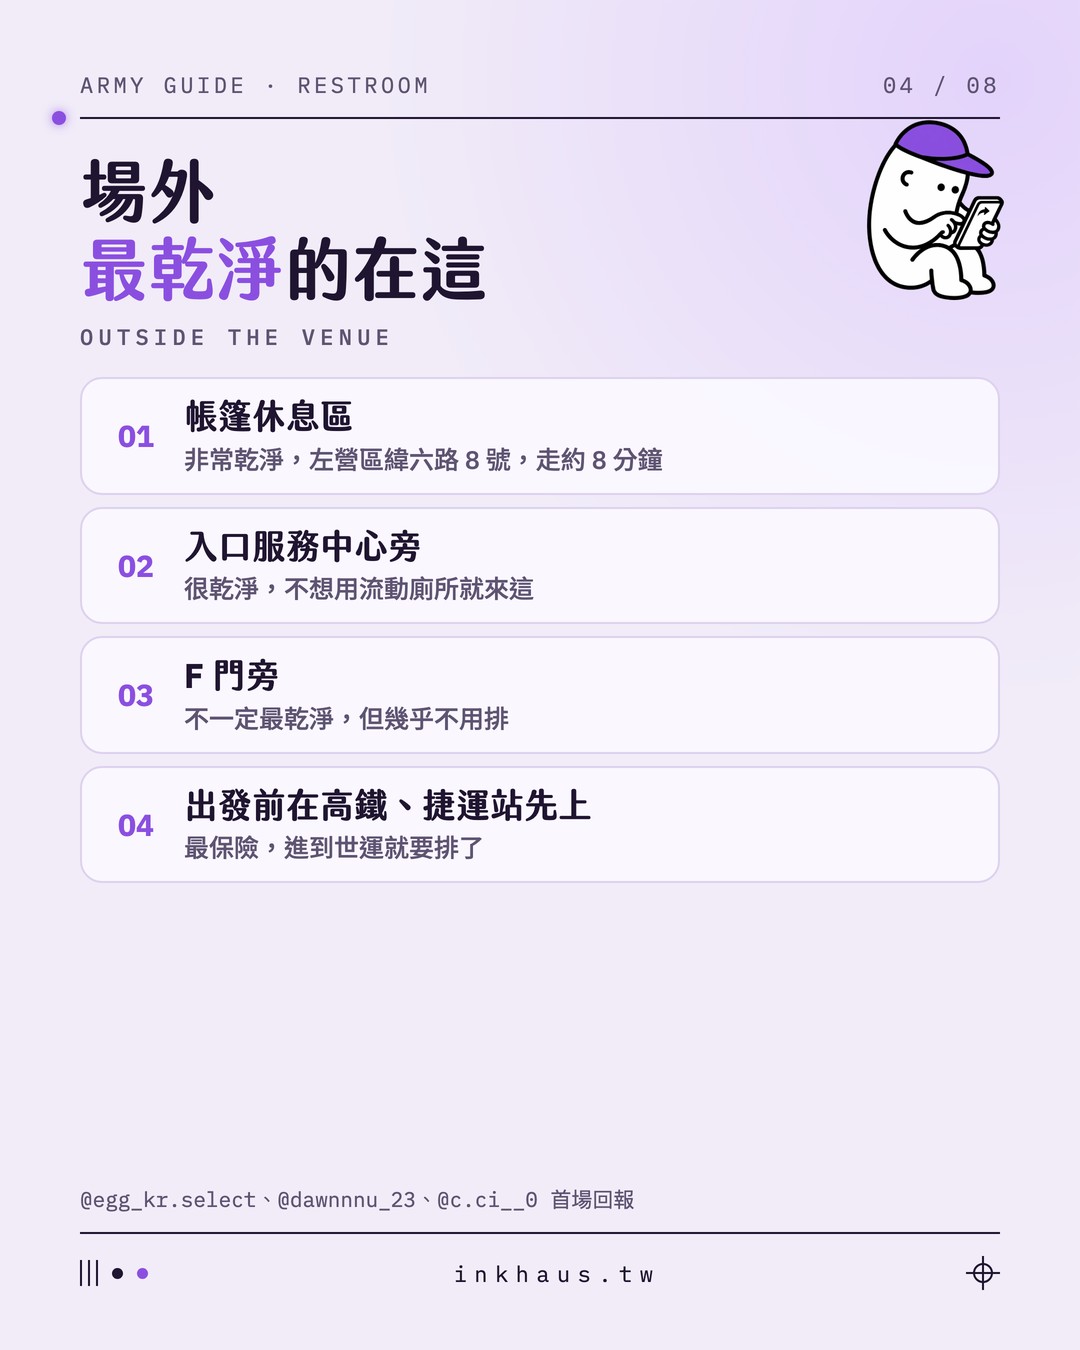 ARMY GUIDE · RESTROOM
04 / 08
場外
最乾淨的在這
OUTSIDE THE VENUE
01
帳篷休息區
非常乾淨，左營區緯六路 8 號，走約 8 分鐘
02
入口服務中心旁
很乾淨，不想用流動廁所就來這
03
F 門旁
不一定最乾淨，但幾乎不用排
04
出發前在高鐵、捷運站先上
最保險，進到世運就要排了
@egg_kr.select、@dawnnnu_23、@c.ci__0 首場回報
inkhaus.tw